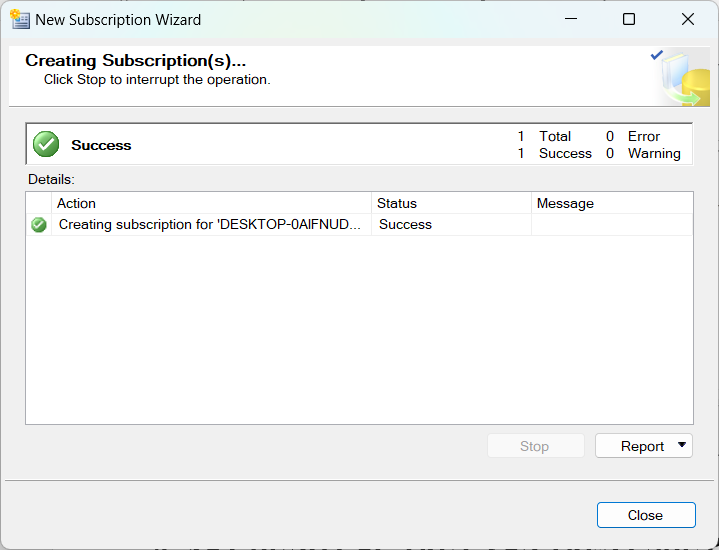 New Subscription Wizard
Creating Subscription(s)...
Click Stop to interrupt the operation.
Success
1 Total 0 Error
1 Success 0 Warning
Details:
Action Status Message
Creating subscription for 'DESKTOP-0AIFNUD... Success
Stop Report
Close